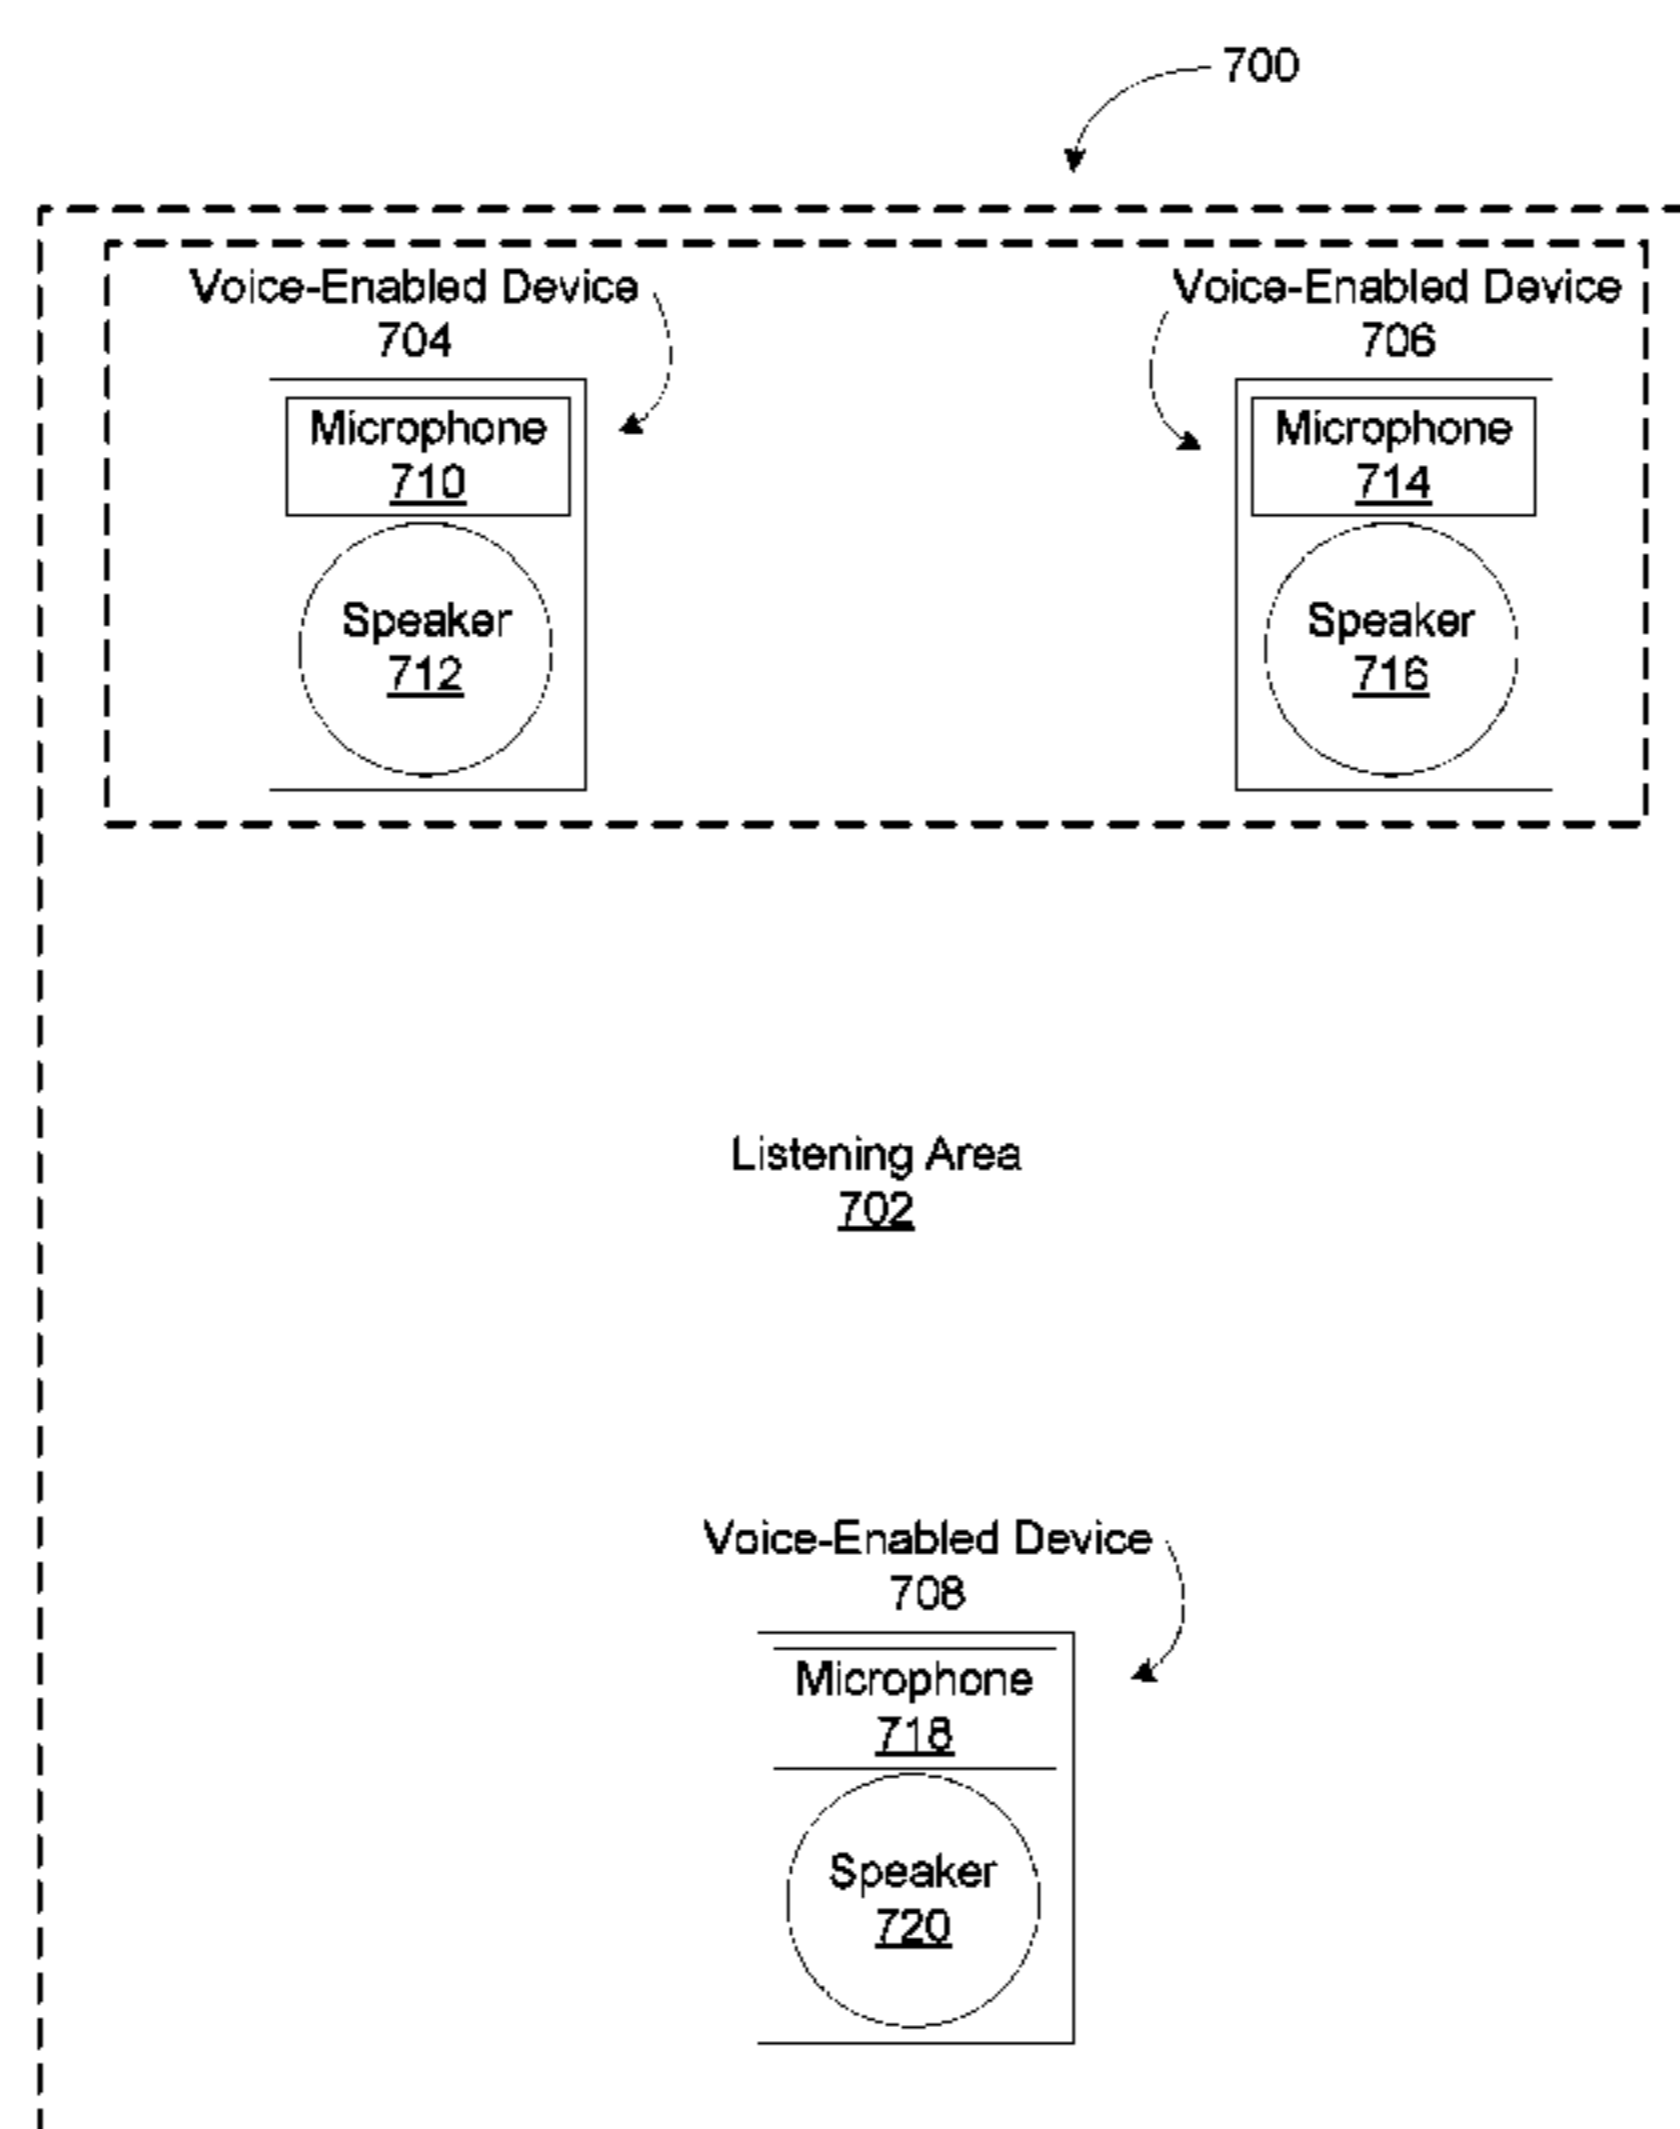 700
Voice-Enabled Device
704
Microphone
710
Speaker
712
Voice-Enabled Device
706
Microphone
714
Speaker
716
Listening Area
702
Voice-Enabled Device
708
Microphone
718
Speaker
720